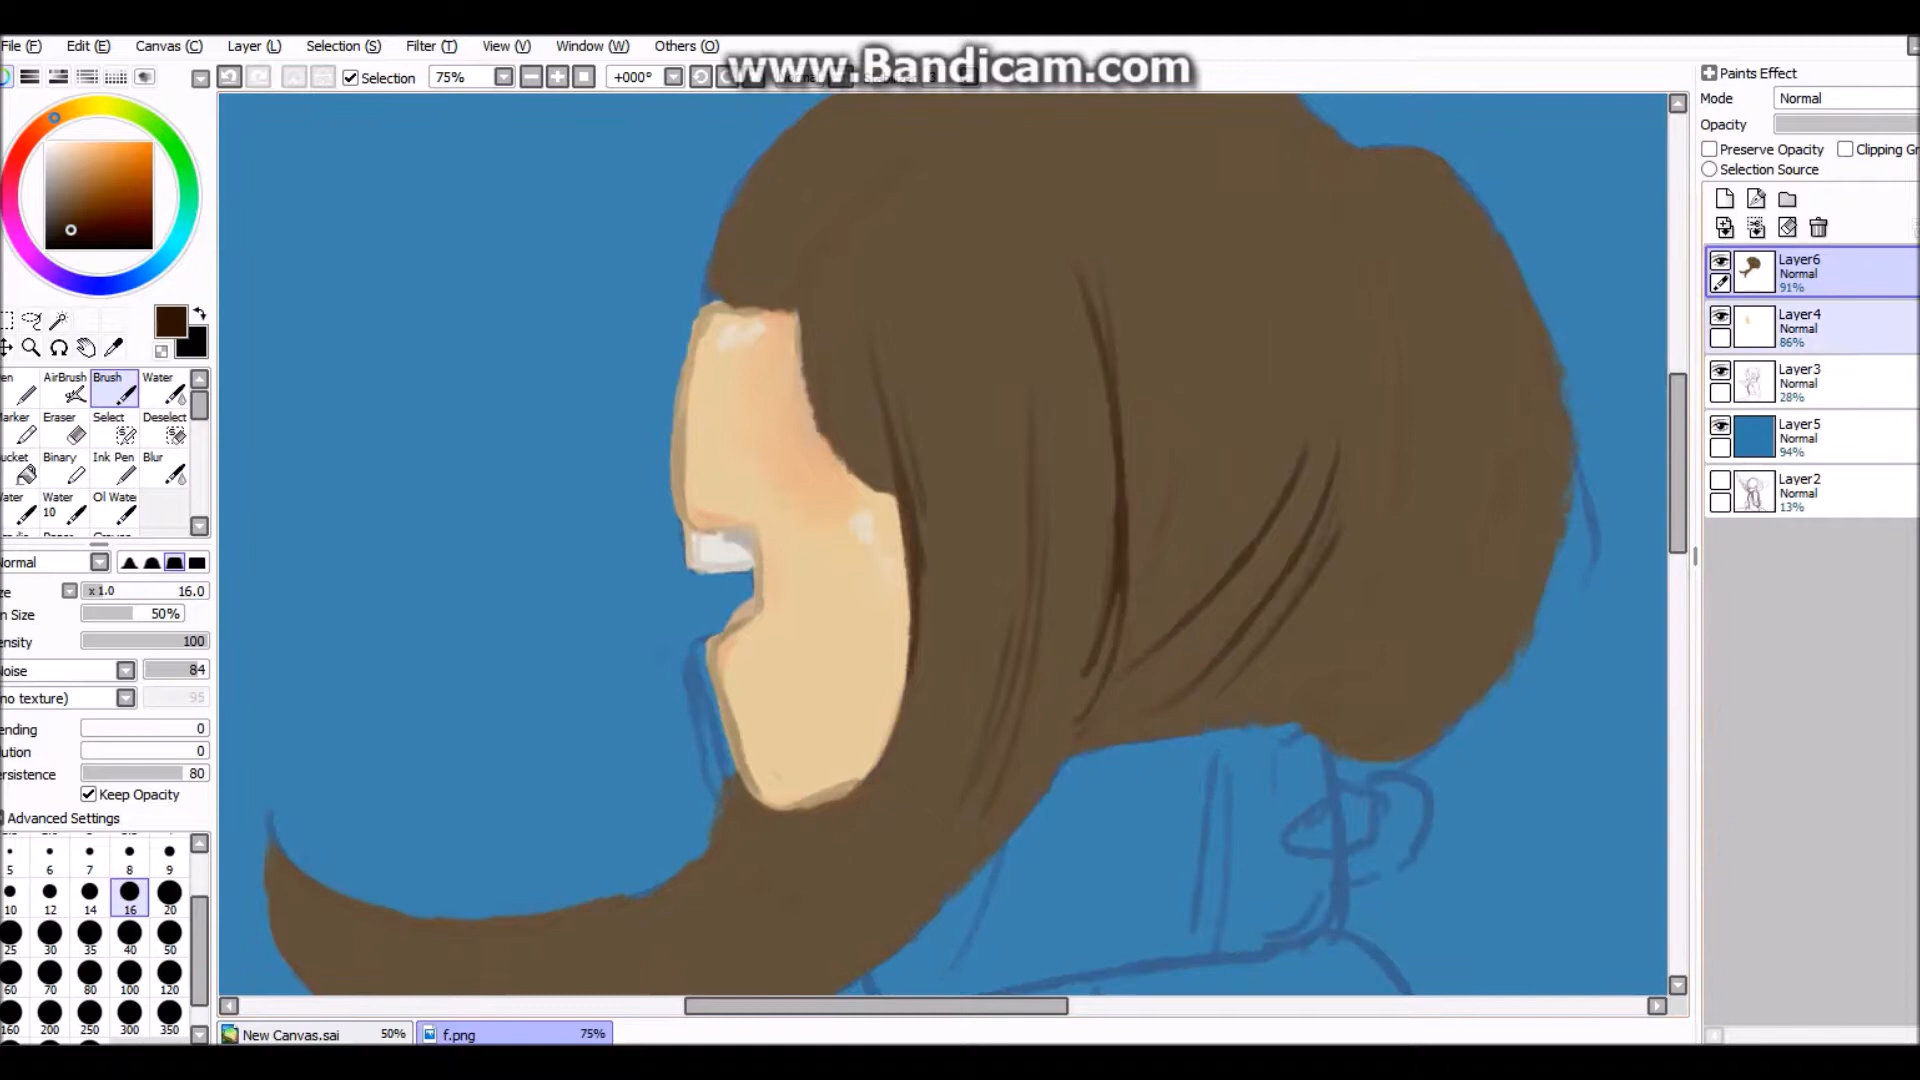 File (F) Edit (E) Canvas (C) Layer (L) Selection (S) Filter (T) View (V) Window (W) Others (O)
www.Bandicam.com
Selection 75% +000°
Paints Effect
Mode Normal
Opacity
Preserve Opacity Clipping Gr
Selection Source
Layer6
Normal
91%
Layer4
Normal
86%
Layer3
Normal
28%
Layer5
Normal
94%
Layer2
Normal
13%
en AirBrush Brush Water
arker Eraser Select Deselect
ucket Binary Ink Pen Blur
ater Water Ol Wate
10
ormal
ze x 1.0 16.0
n Size 50%
ensity 100
Noise 84
no texture) 95
ending 0
ution 0
ersistence 80
Keep Opacity
Advanced Settings
5 6 7 8 9
10 12 14 16 20
25 30 35 40 50
60 70 80 100 120
160 200 250 300 350
New Canvas.sai 50% f.png 75%